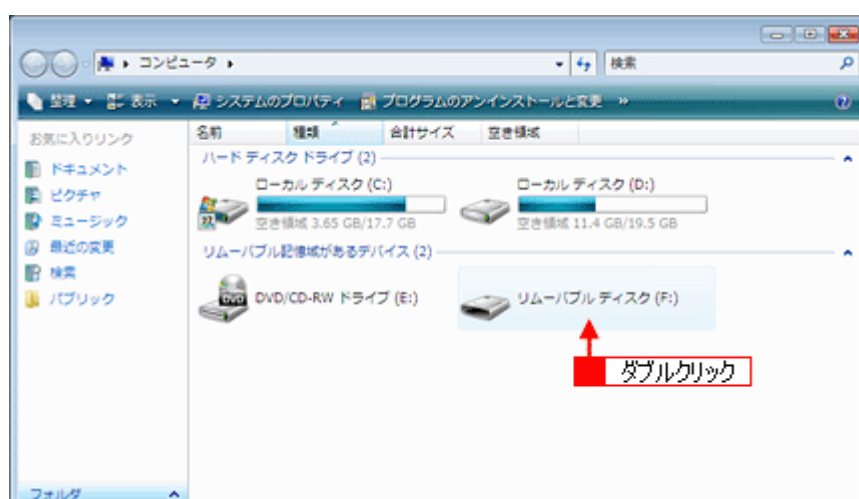 コンピュータ
検索
整理 表示 システムのプロパティ プログラムのアンインストールと変更 »
お気に入りリンク
ドキュメント
ピクチャ
ミュージック
最近の変更
検索
パブリック
フォルダ
名前 種類 合計サイズ 空き領域
ハード ディスク ドライブ (2)
ローカル ディスク (C:)
空き領域 3.65 GB/17.7 GB
ローカル ディスク (D:)
空き領域 11.4 GB/19.5 GB
リムーバブル記憶域があるデバイス (2)
DVD
DVD/CD-RW ドライブ (E:)
リムーバブル ディスク (F:)
ダブルクリック